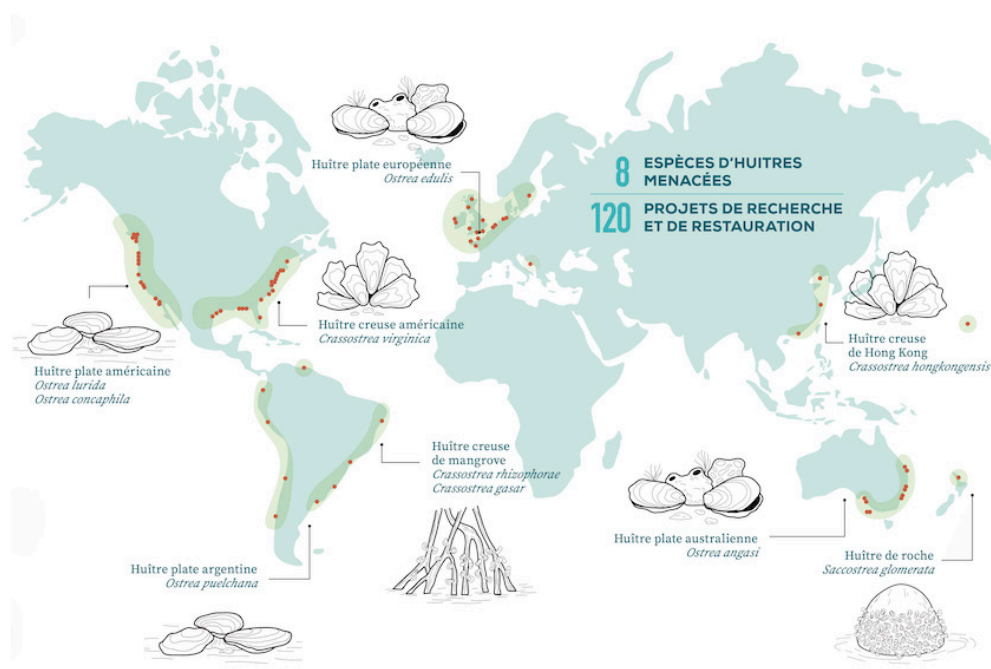 Huître plate européenne
Ostrea edulis
8 ESPÈCES D'HUITRES
MENACÉES
120 PROJETS DE RECHERCHE
ET DE RESTAURATION
Huître creuse américaine
Crassostrea virginica
Huître creuse
de Hong Kong
Crassostrea hongkongensis
Huître plate américaine
Ostrea lurida
Ostrea concaphila
Huître creuse
de mangrove
Crassostrea rhizophorae
Crassostrea gasar
Huître plate australienne
Ostrea angasi
Huître de roche
Saccostrea glomerata
Huître plate argentine
Ostrea puelchana